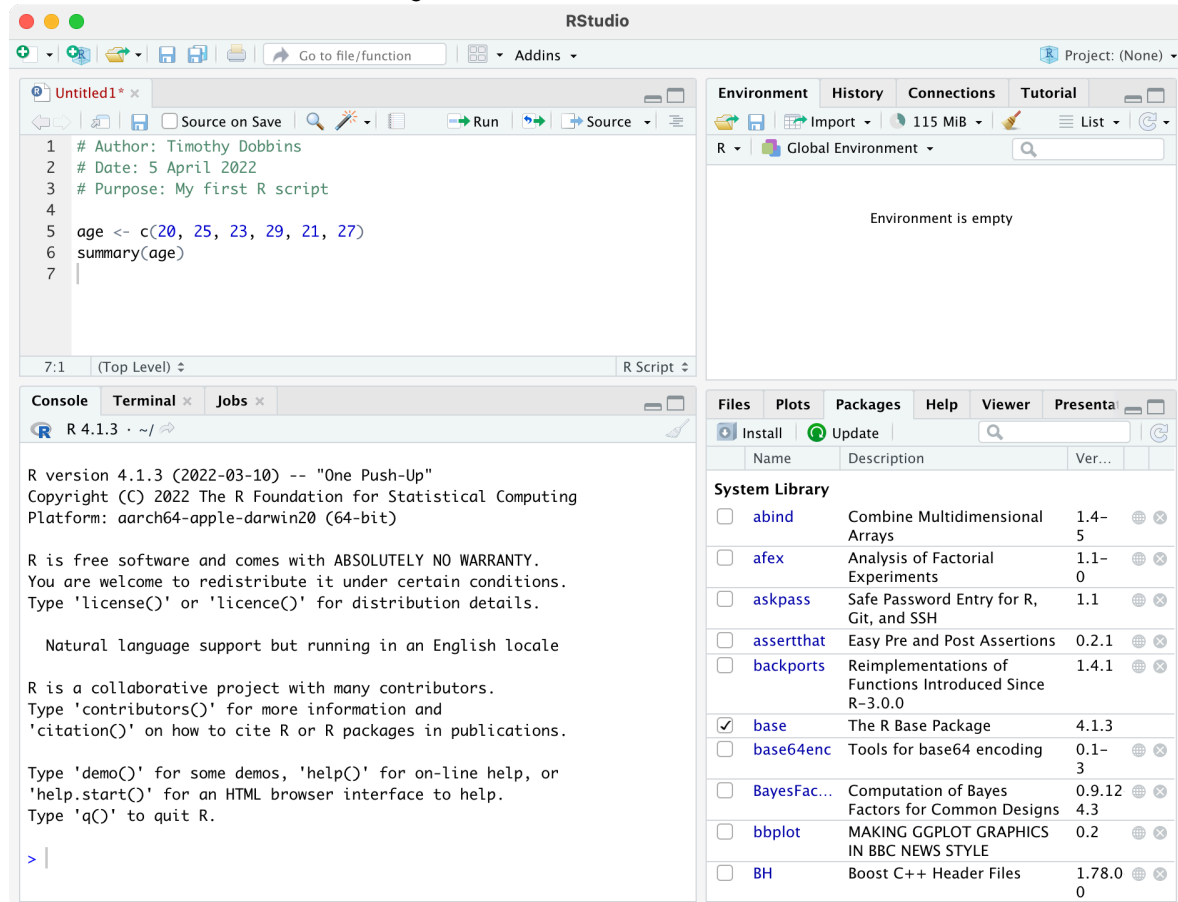 RStudio
Go to file/function
Addins
Project: (None)
Untitled1*
Source on Save
Run
Source
1 # Author: Timothy Dobbins
2 # Date: 5 April 2022
3 # Purpose: My first R script
4
5 age <- c(20, 25, 23, 29, 21, 27)
6 summary(age)
7
7:1 (Top Level) R Script
Console Terminal Jobs
R 4.1.3 · ~/
R version 4.1.3 (2022-03-10) -- "One Push-Up"
Copyright (C) 2022 The R Foundation for Statistical Computing
Platform: aarch64-apple-darwin20 (64-bit)
R is free software and comes with ABSOLUTELY NO WARRANTY.
You are welcome to redistribute it under certain conditions.
Type 'license()' or 'licence()' for distribution details.
Natural language support but running in an English locale
R is a collaborative project with many contributors.
Type 'contributors()' for more information and
'citation()' on how to cite R or R packages in publications.
Type 'demo()' for some demos, 'help()' for on-line help, or
'help.start()' for an HTML browser interface to help.
Type 'q()' to quit R.
>
Environment History Connections Tutorial
Import 115 MiB List
R Global Environment
Environment is empty
Files Plots Packages Help Viewer Presenta
Install Update
Name Description Ver...
System Library
abind Combine Multidimensional 1.4-
Arrays 5
afex Analysis of Factorial 1.1-
Experiments 0
askpass Safe Password Entry for R, 1.1
Git, and SSH
assertthat Easy Pre and Post Assertions 0.2.1
backports Reimplementations of 1.4.1
Functions Introduced Since
R-3.0.0
base The R Base Package 4.1.3
base64enc Tools for base64 encoding 0.1-
3
BayesFac... Computation of Bayes 0.9.12
Factors for Common Designs 4.3
bbplot MAKING GGPLOT GRAPHICS 0.2
IN BBC NEWS STYLE
BH Boost C++ Header Files 1.78.0
0